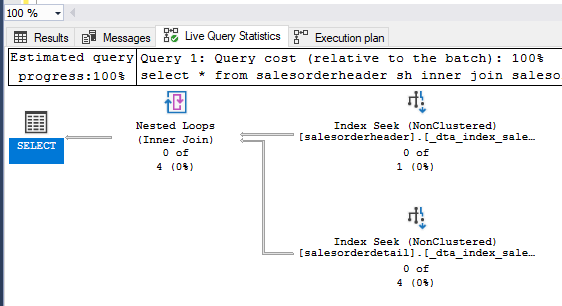 100 %
Results Messages Live Query Statistics Execution plan
Estimated query progress:100%
Query 1: Query cost (relative to the batch): 100%
select * from salesorderheader sh inner join saleso
SELECT
Nested Loops
(Inner Join)
0 of
4 (0%)
Index Seek (NonClustered)
[salesorderheader].[_dta_index_sale…
0 of
1 (0%)
Index Seek (NonClustered)
[salesorderdetail].[_dta_index_sale…
0 of
4 (0%)